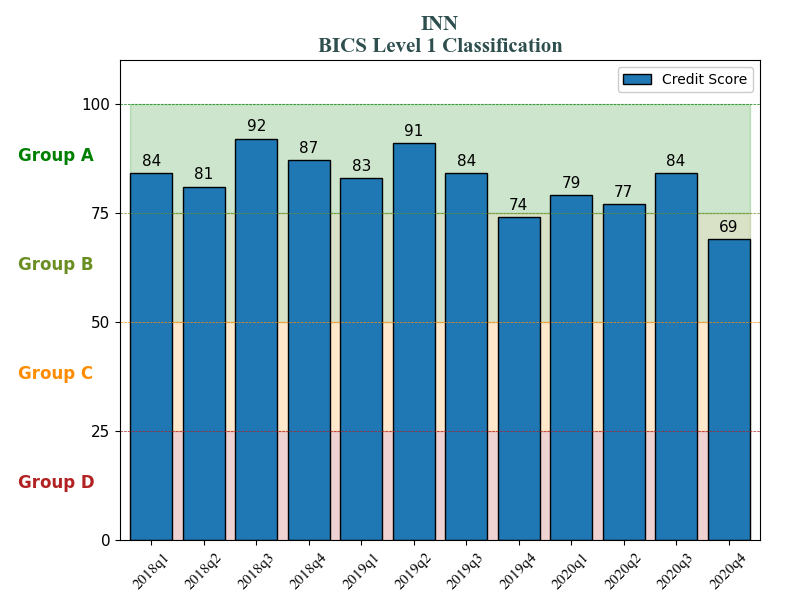 INN
BICS Level 1 Classification
Credit Score
100
75
50
25
0
Group A
Group B
Group C
Group D
84
81
92
87
83
91
84
74
79
77
84
69
2018q1
2018q2
2018q3
2018q4
2019q1
2019q2
2019q3
2019q4
2020q1
2020q2
2020q3
2020q4